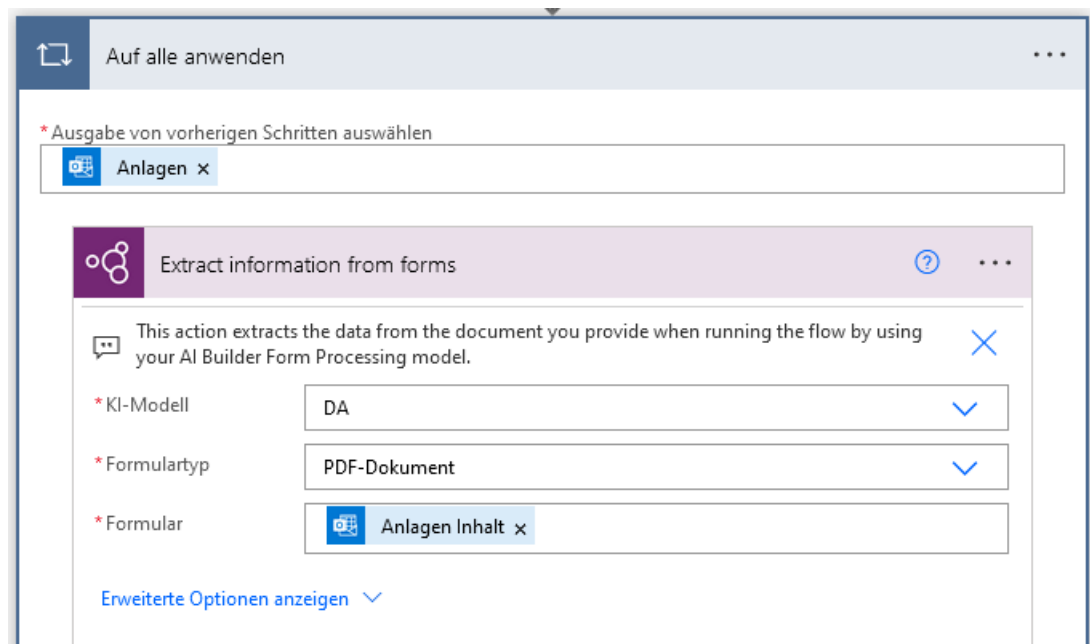 Auf alle anwenden
* Ausgabe von vorherigen Schritten auswählen
Anlagen ×
Extract information from forms
This action extracts the data from the document you provide when running the flow by using
your AI Builder Form Processing model.
* KI-Modell DA
* Formulartyp PDF-Dokument
* Formular Anlagen Inhalt ×
Erweiterte Optionen anzeigen